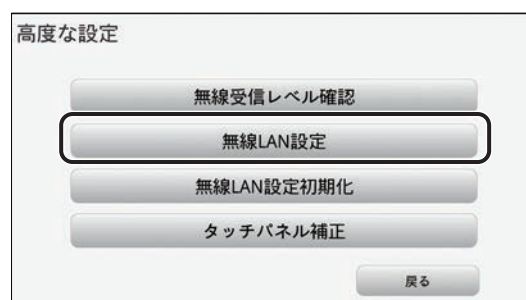 高度な設定
無線受信レベル確認
無線LAN設定
無線LAN設定初期化
タッチパネル補正
戻る